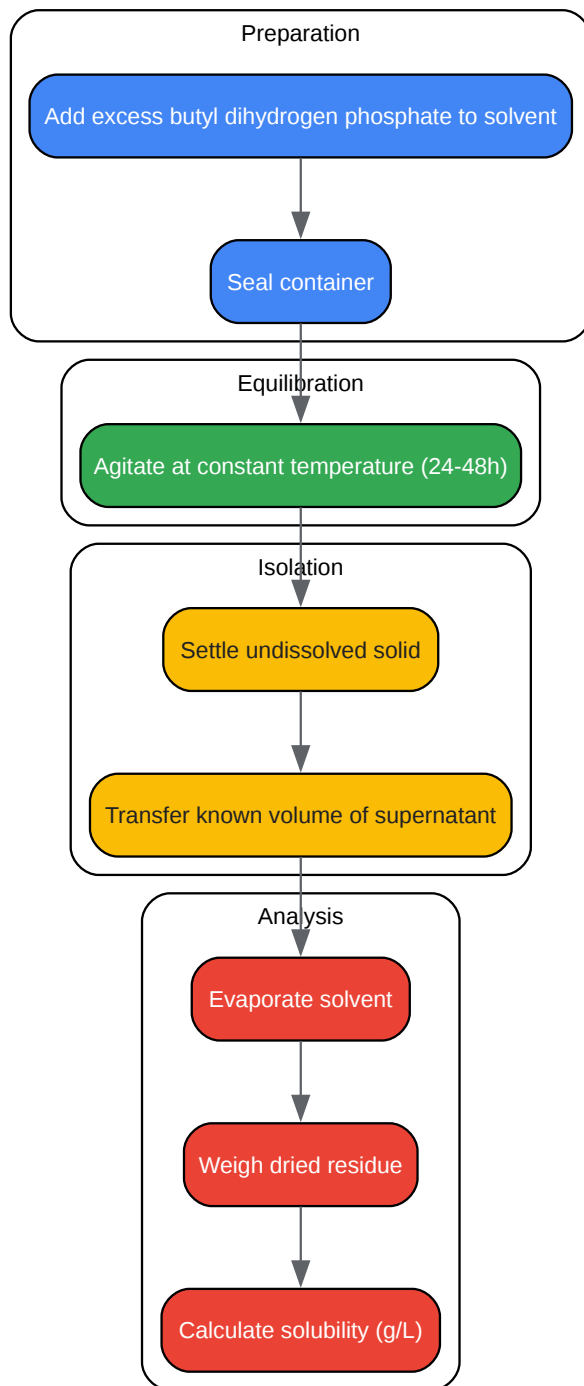 Preparation
Add excess butyl dihydrogen phosphate to solvent
Seal container
Equilibration
Agitate at constant temperature (24-48h)
Isolation
Settle undissolved solid
Transfer known volume of supernatant
Analysis
Evaporate solvent
Weigh dried residue
Calculate solubility (g/L)